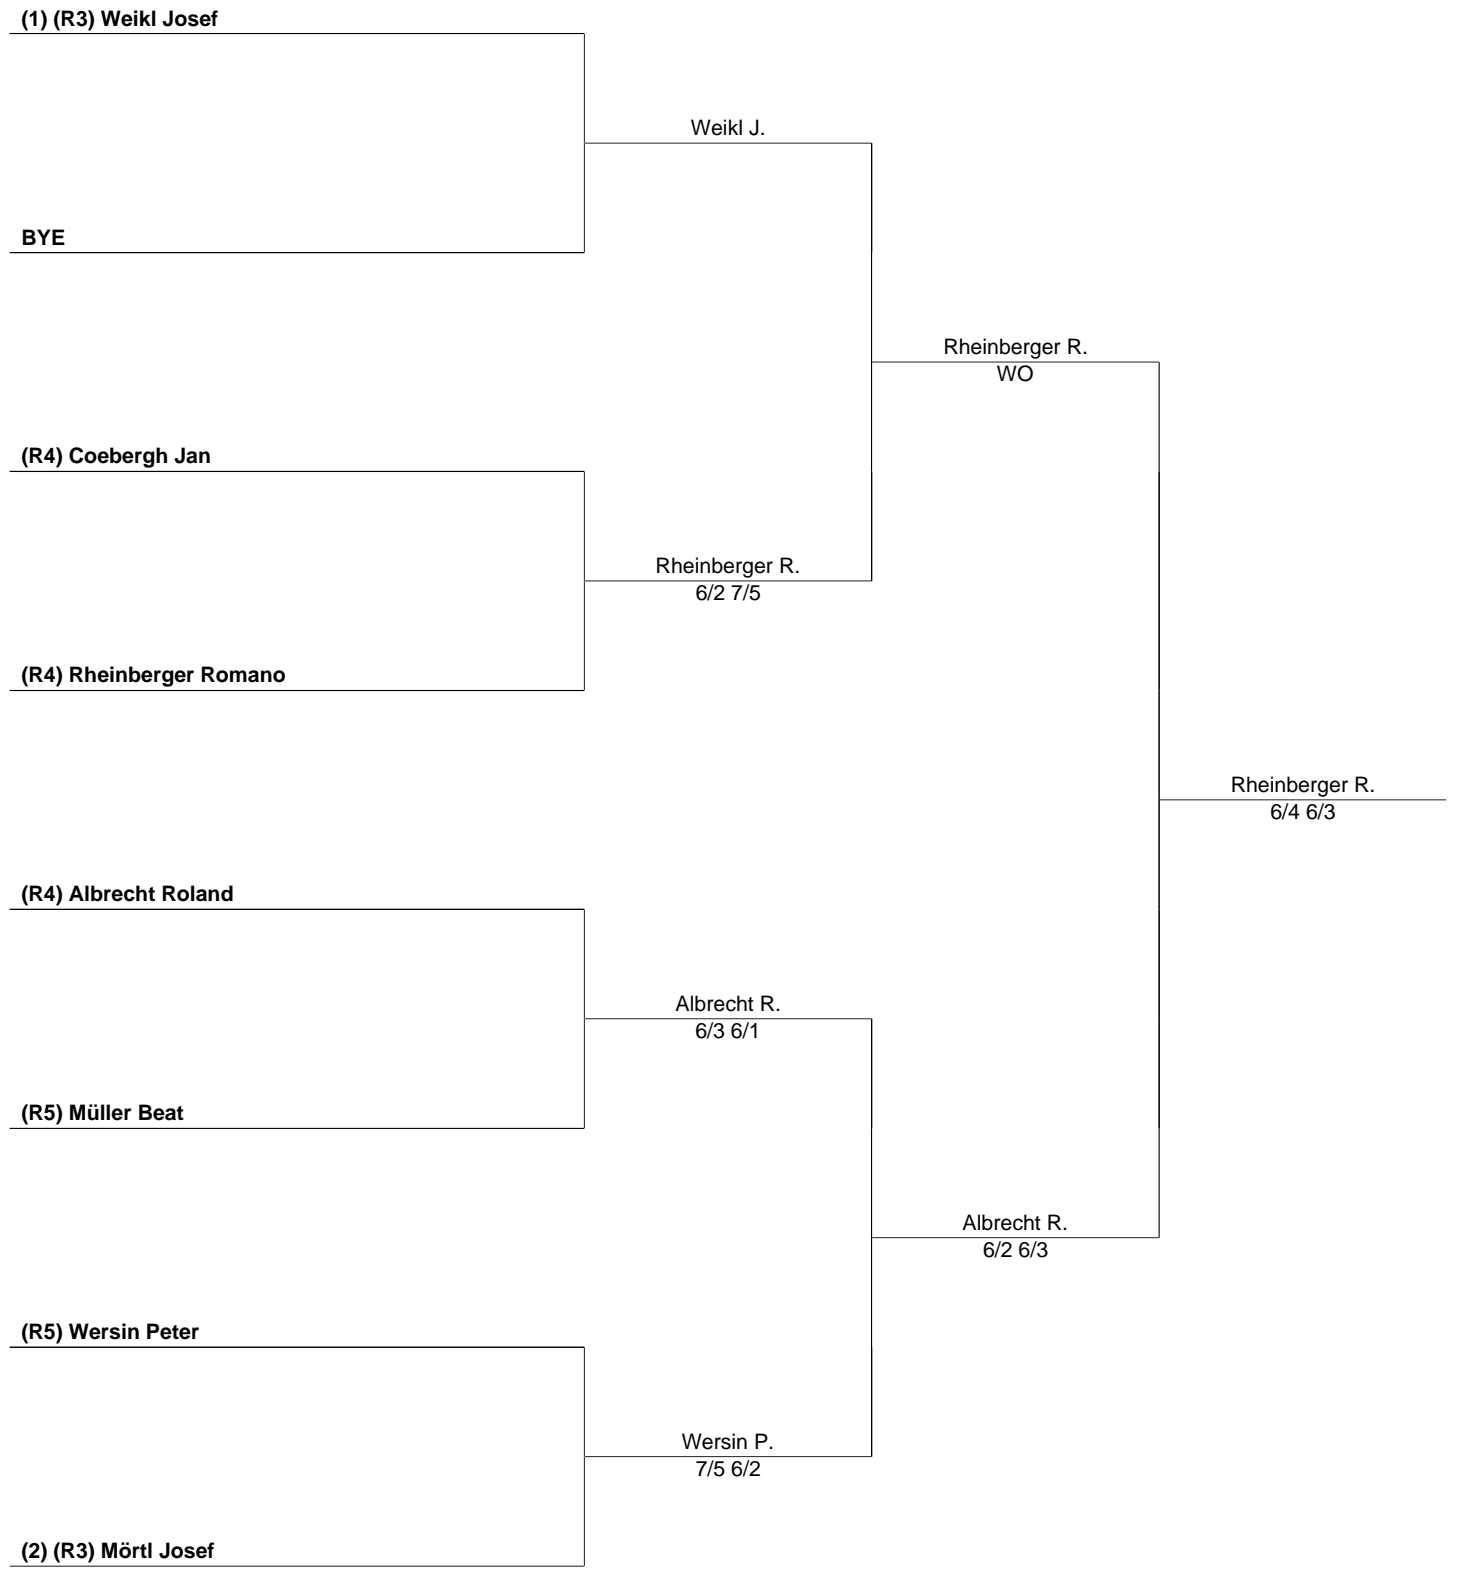 (1) (R3) Weikl Josef
Weikl J.
BYE
Rheinberger R.
WO
(R4) Coebergh Jan
Rheinberger R.
6/2 7/5
(R4) Rheinberger Romano
Rheinberger R.
6/4 6/3
(R4) Albrecht Roland
Albrecht R.
6/3 6/1
(R5) Müller Beat
Albrecht R.
6/2 6/3
(R5) Wersin Peter
Wersin P.
7/5 6/2
(2) (R3) Mörtl Josef